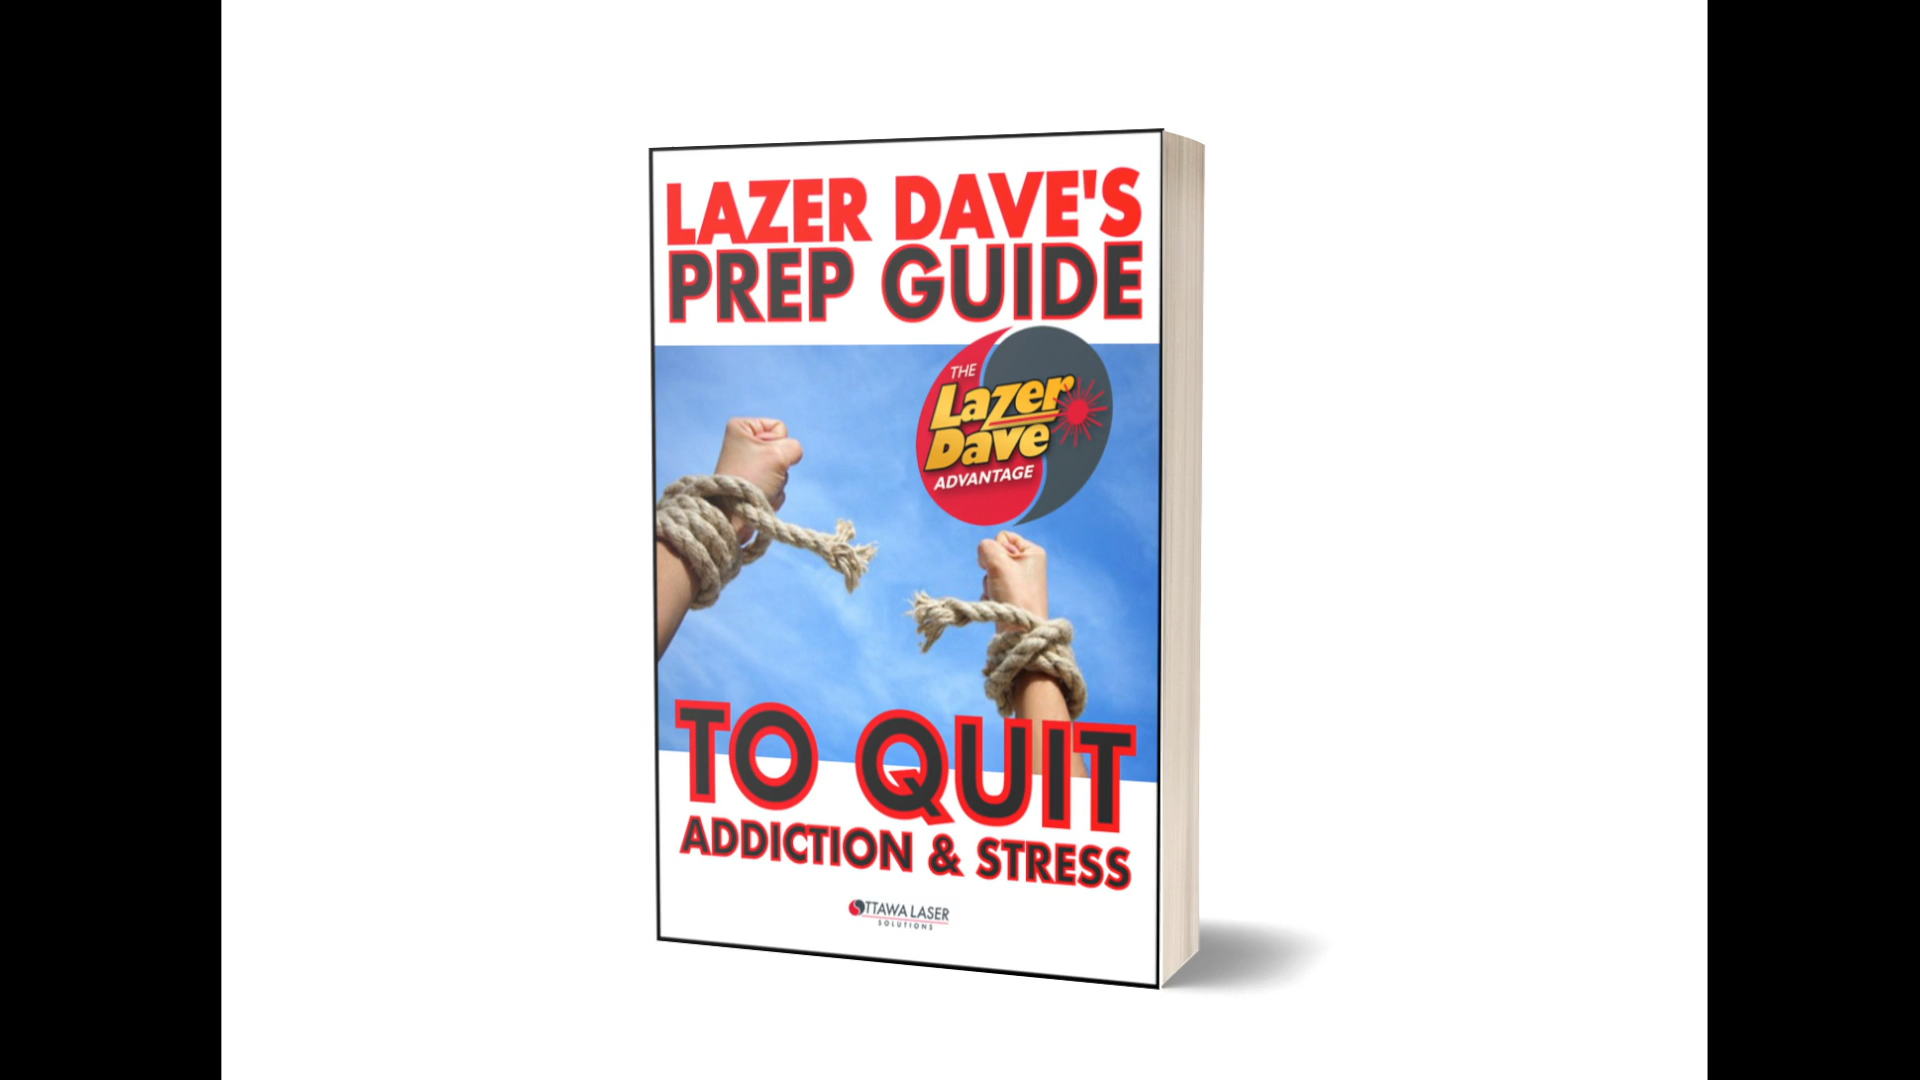 LAZER DAVE'S
PREP GUIDE
THE
Lazer
Dave
ADVANTAGE
TO QUIT
ADDICTION & STRESS
OTTAWA LASER
SOLUTIONS